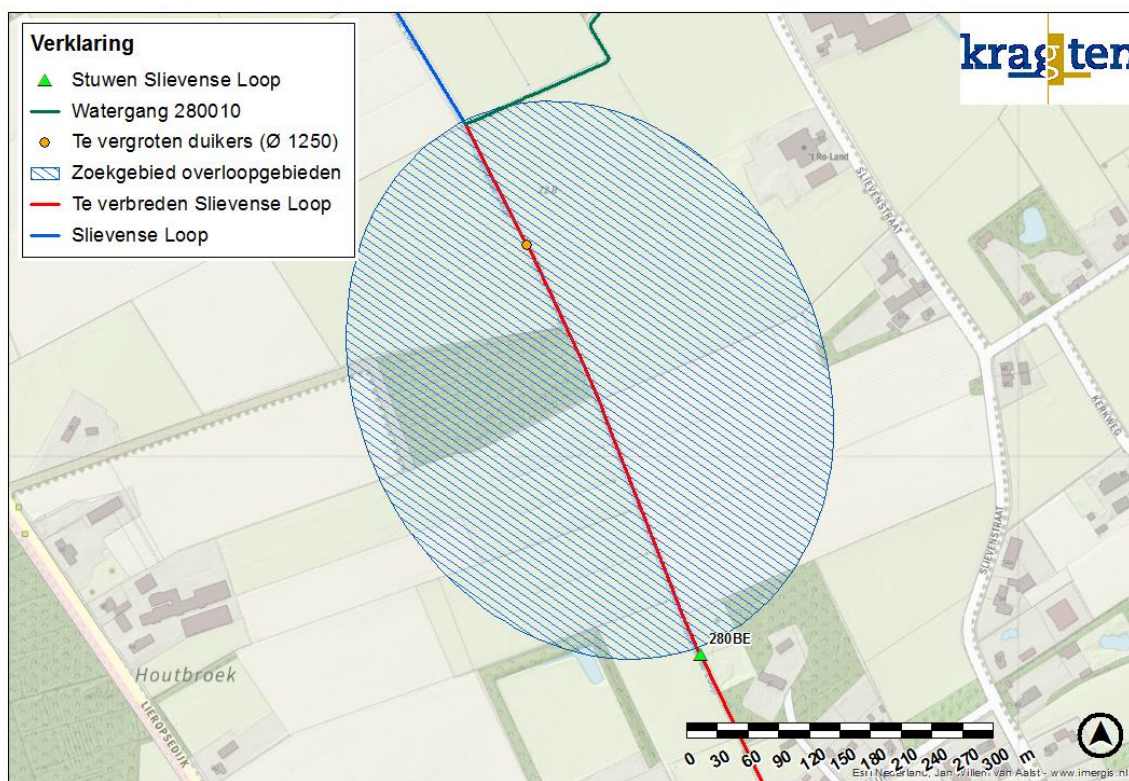 Verklaring
Stuwen Slievense Loop
Watergang 280010
Te vergroten duikers (Ø 1250)
Zoekgebied overloopgebieden
Te verbreden Slievense Loop
Slievense Loop
kragten
't Ro-Land
SLIEVENSTRAAT
KERKWEG
SLIEVENSTRAAT
280BE
Houtbroek
LIEROPSEDIJK
0 30 60 90 120 150 180 210 240 270 300 m
Esri Nederland, Jan Willem van Aalst - www.imergis.nl